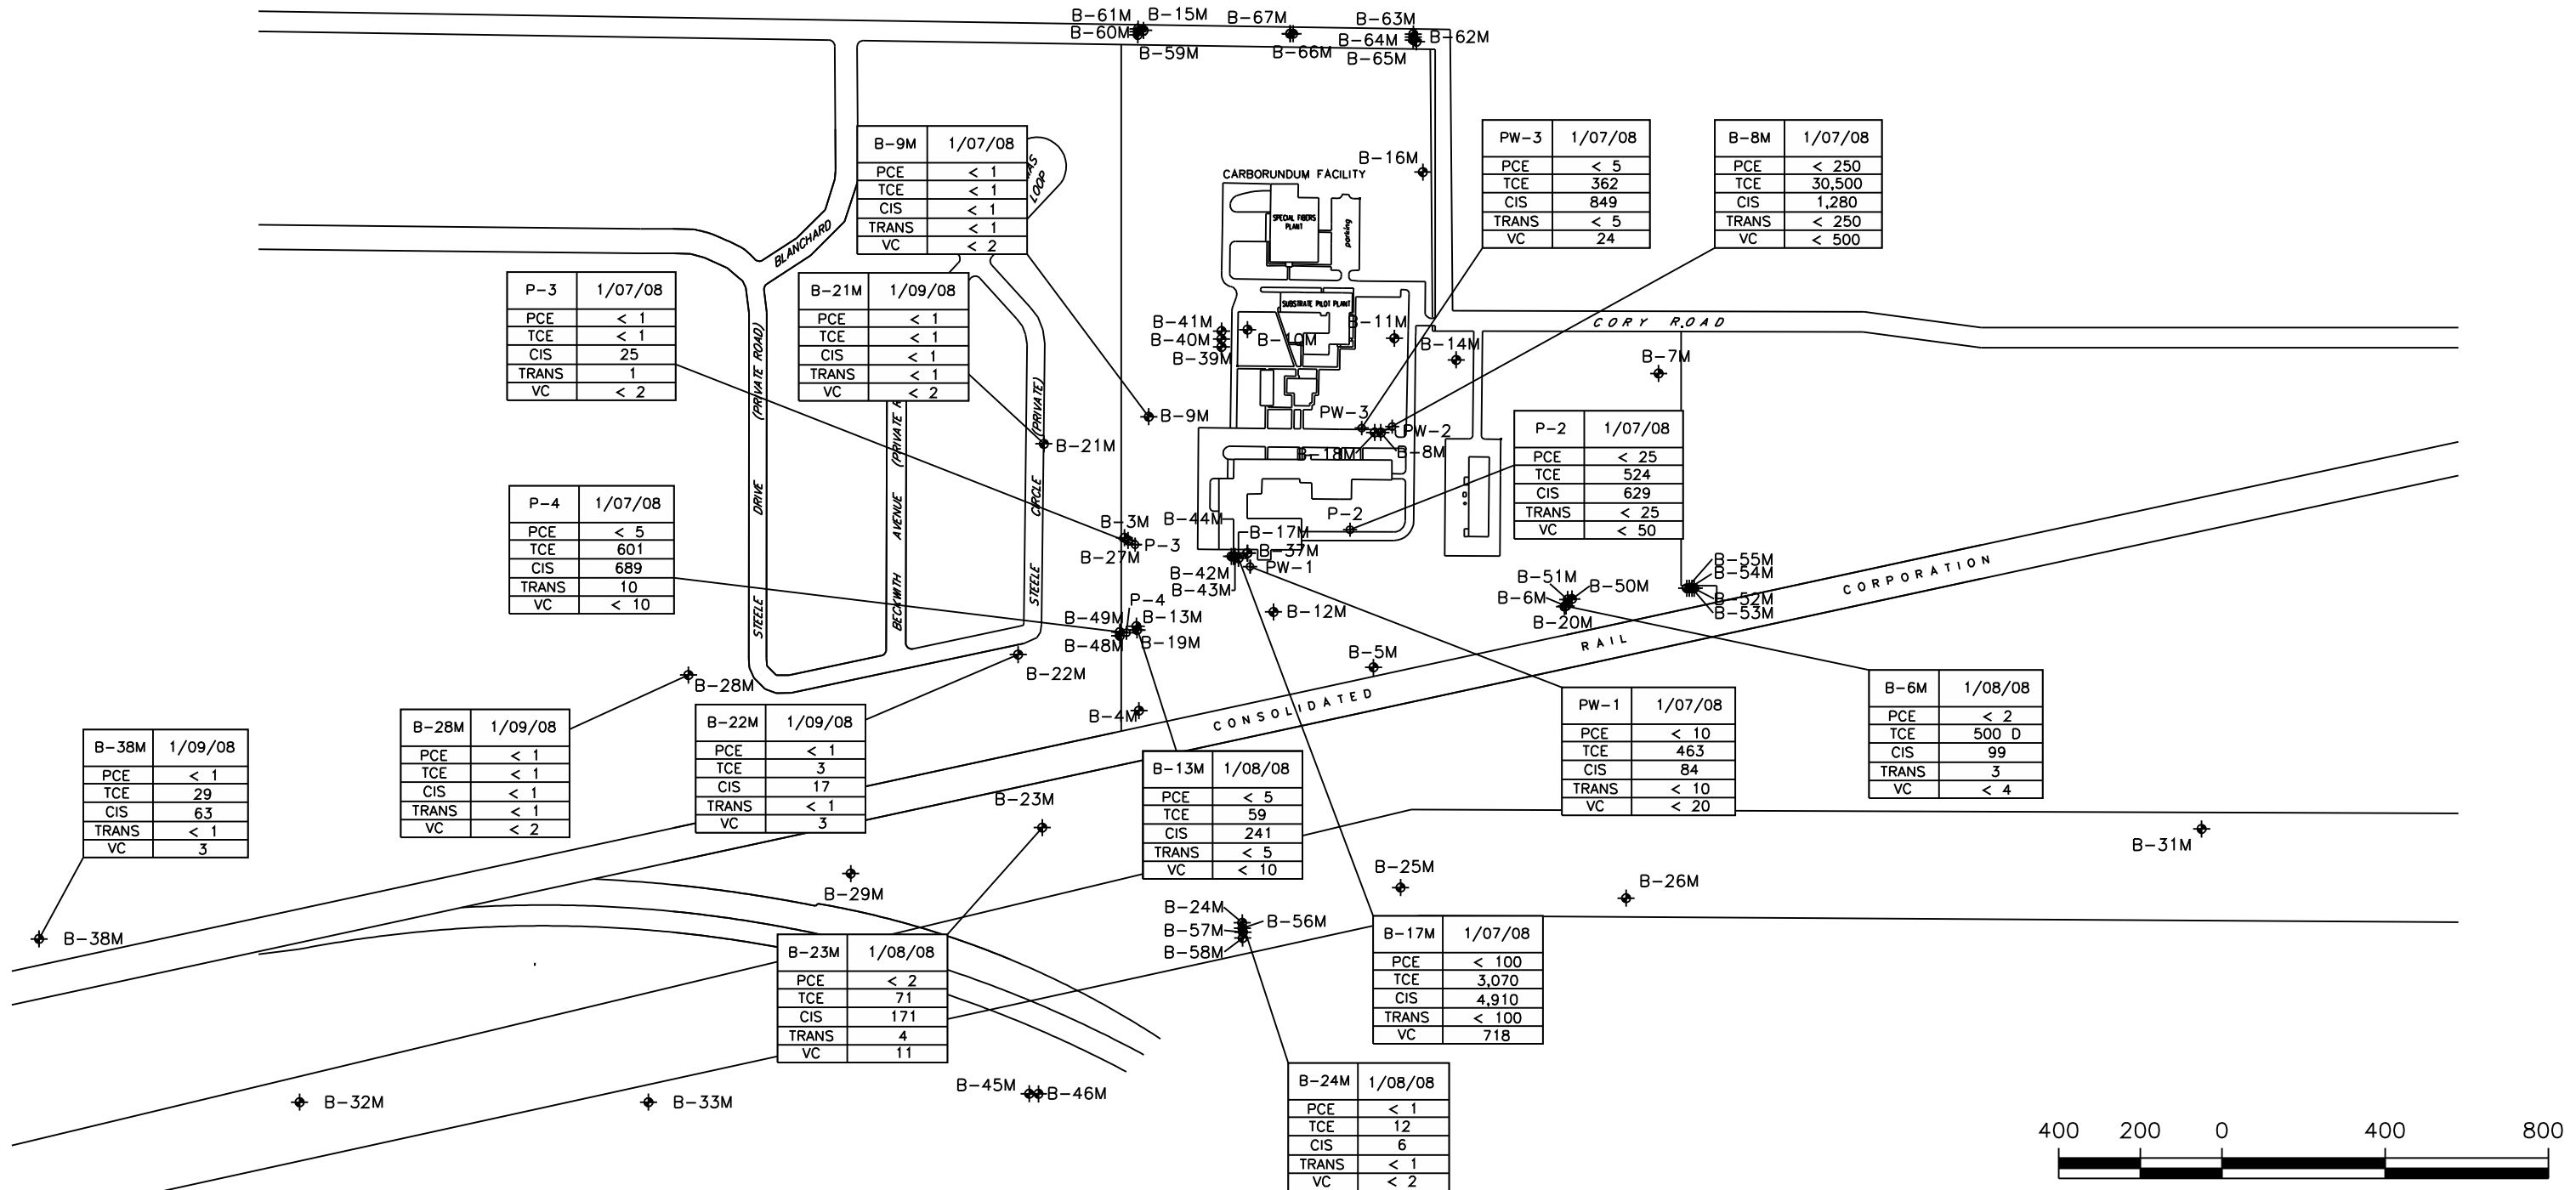 B-61M
B-15M
B-67M
B-63M
B-60M
B-64M
B-62M
B-59M
B-66M
B-65M
B-9M 1/07/08
PCE < 1
TCE < 1
CIS < 1
TRANS < 1
VC < 2
LOOP
BLANCHARD
B-16M
CARBORUNDUM FACILITY
SPECIAL FIBERS
PLANT
parking
PW-3 1/07/08
PCE < 5
TCE 362
CIS 849
TRANS < 5
VC 24
B-8M 1/07/08
PCE < 250
TCE 30,500
CIS 1,280
TRANS < 250
VC < 500
P-3 1/07/08
PCE < 1
TCE < 1
CIS 25
TRANS 1
VC < 2
B-21M 1/09/08
PCE < 1
TCE < 1
CIS < 1
TRANS < 1
VC < 2
SUBSTRATE PILOT PLANT
B-41M
B-40M
B-39M
B-10M
B-11M
B-14M
CORY ROAD
B-7M
B-9M
B-21M
PW-3
PW-2
B-18M
B-8M
P-2 1/07/08
PCE < 25
TCE 524
CIS 629
TRANS < 25
VC < 50
STEELE DRIVE (PRIVATE ROAD)
BECKWITH AVENUE (PRIVATE R
STEELE CIRCLE (PRIVATE)
P-4 1/07/08
PCE < 5
TCE 601
CIS 689
TRANS 10
VC < 10
B-3M
P-3
B-27M
B-44M
P-2
B-17M
B-37M
B-42M
PW-1
B-43M
B-12M
P-4
B-49M
B-13M
B-48M
B-19M
B-51M
B-50M
B-6M
B-20M
B-55M
B-54M
B-52M
B-53M
B-5M
B-4M
B-22M
B-28M
CONSOLIDATED RAIL CORPORATION
B-38M 1/09/08
PCE < 1
TCE 29
CIS 63
TRANS < 1
VC 3
B-28M 1/09/08
PCE < 1
TCE < 1
CIS < 1
TRANS < 1
VC < 2
B-22M 1/09/08
PCE < 1
TCE 3
CIS 17
TRANS < 1
VC 3
B-13M 1/08/08
PCE < 5
TCE 59
CIS 241
TRANS < 5
VC < 10
PW-1 1/07/08
PCE < 10
TCE 463
CIS 84
TRANS < 10
VC < 20
B-6M 1/08/08
PCE < 2
TCE 500 D
CIS 99
TRANS 3
VC < 4
B-23M
B-29M
B-25M
B-26M
B-31M
B-38M
B-24M
B-56M
B-57M
B-58M
B-23M 1/08/08
PCE < 2
TCE 71
CIS 171
TRANS 4
VC 11
B-17M 1/07/08
PCE < 100
TCE 3,070
CIS 4,910
TRANS < 100
VC 718
B-32M
B-33M
B-45M
B-46M
B-24M 1/08/08
PCE < 1
TCE 12
CIS 6
TRANS < 1
VC < 2
400 200 0 400 800